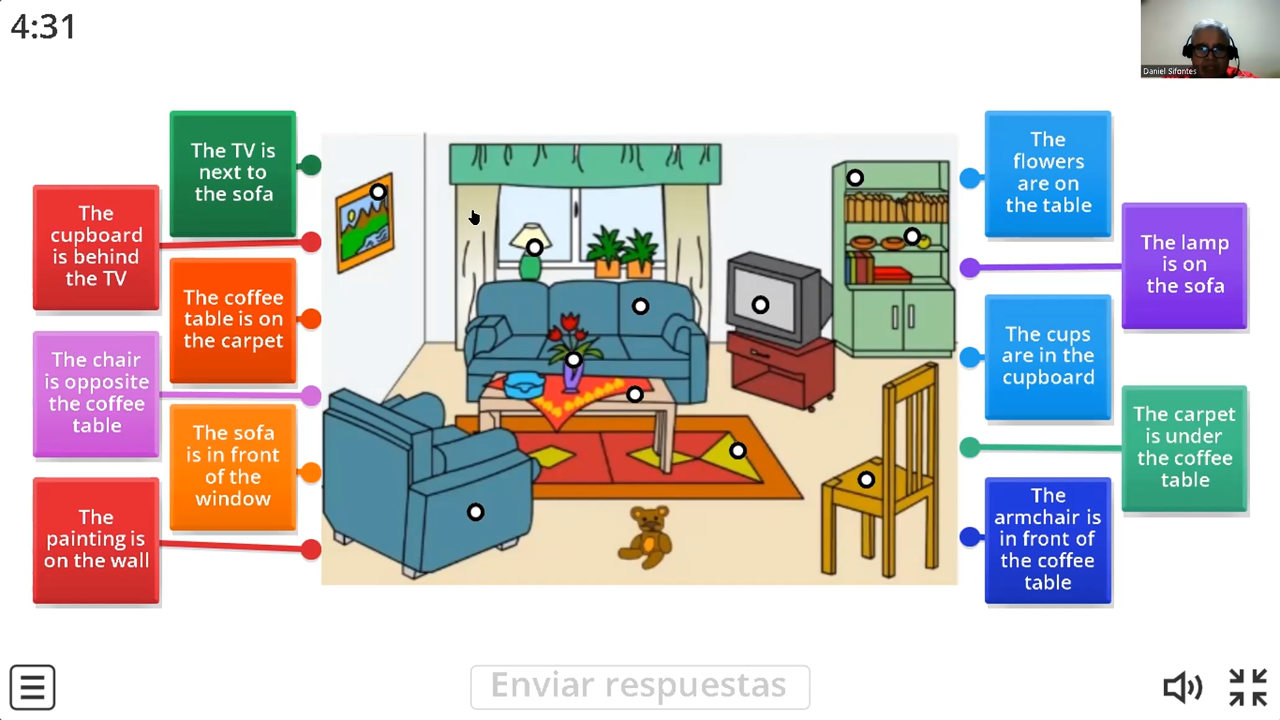 4:31
Daniel Sifontes
The TV is
next to
the sofa
The
cupboard
is behind
the TV
The coffee
table is on
the carpet
The chair
is opposite
the coffee
table
The sofa
is in front
of the
window
The
painting is
on the wall
The
flowers
are on
the table
The lamp
is on
the sofa
The cups
are in the
cupboard
The carpet
is under
the coffee
table
The
armchair is
in front of
the coffee
table
Enviar respuestas